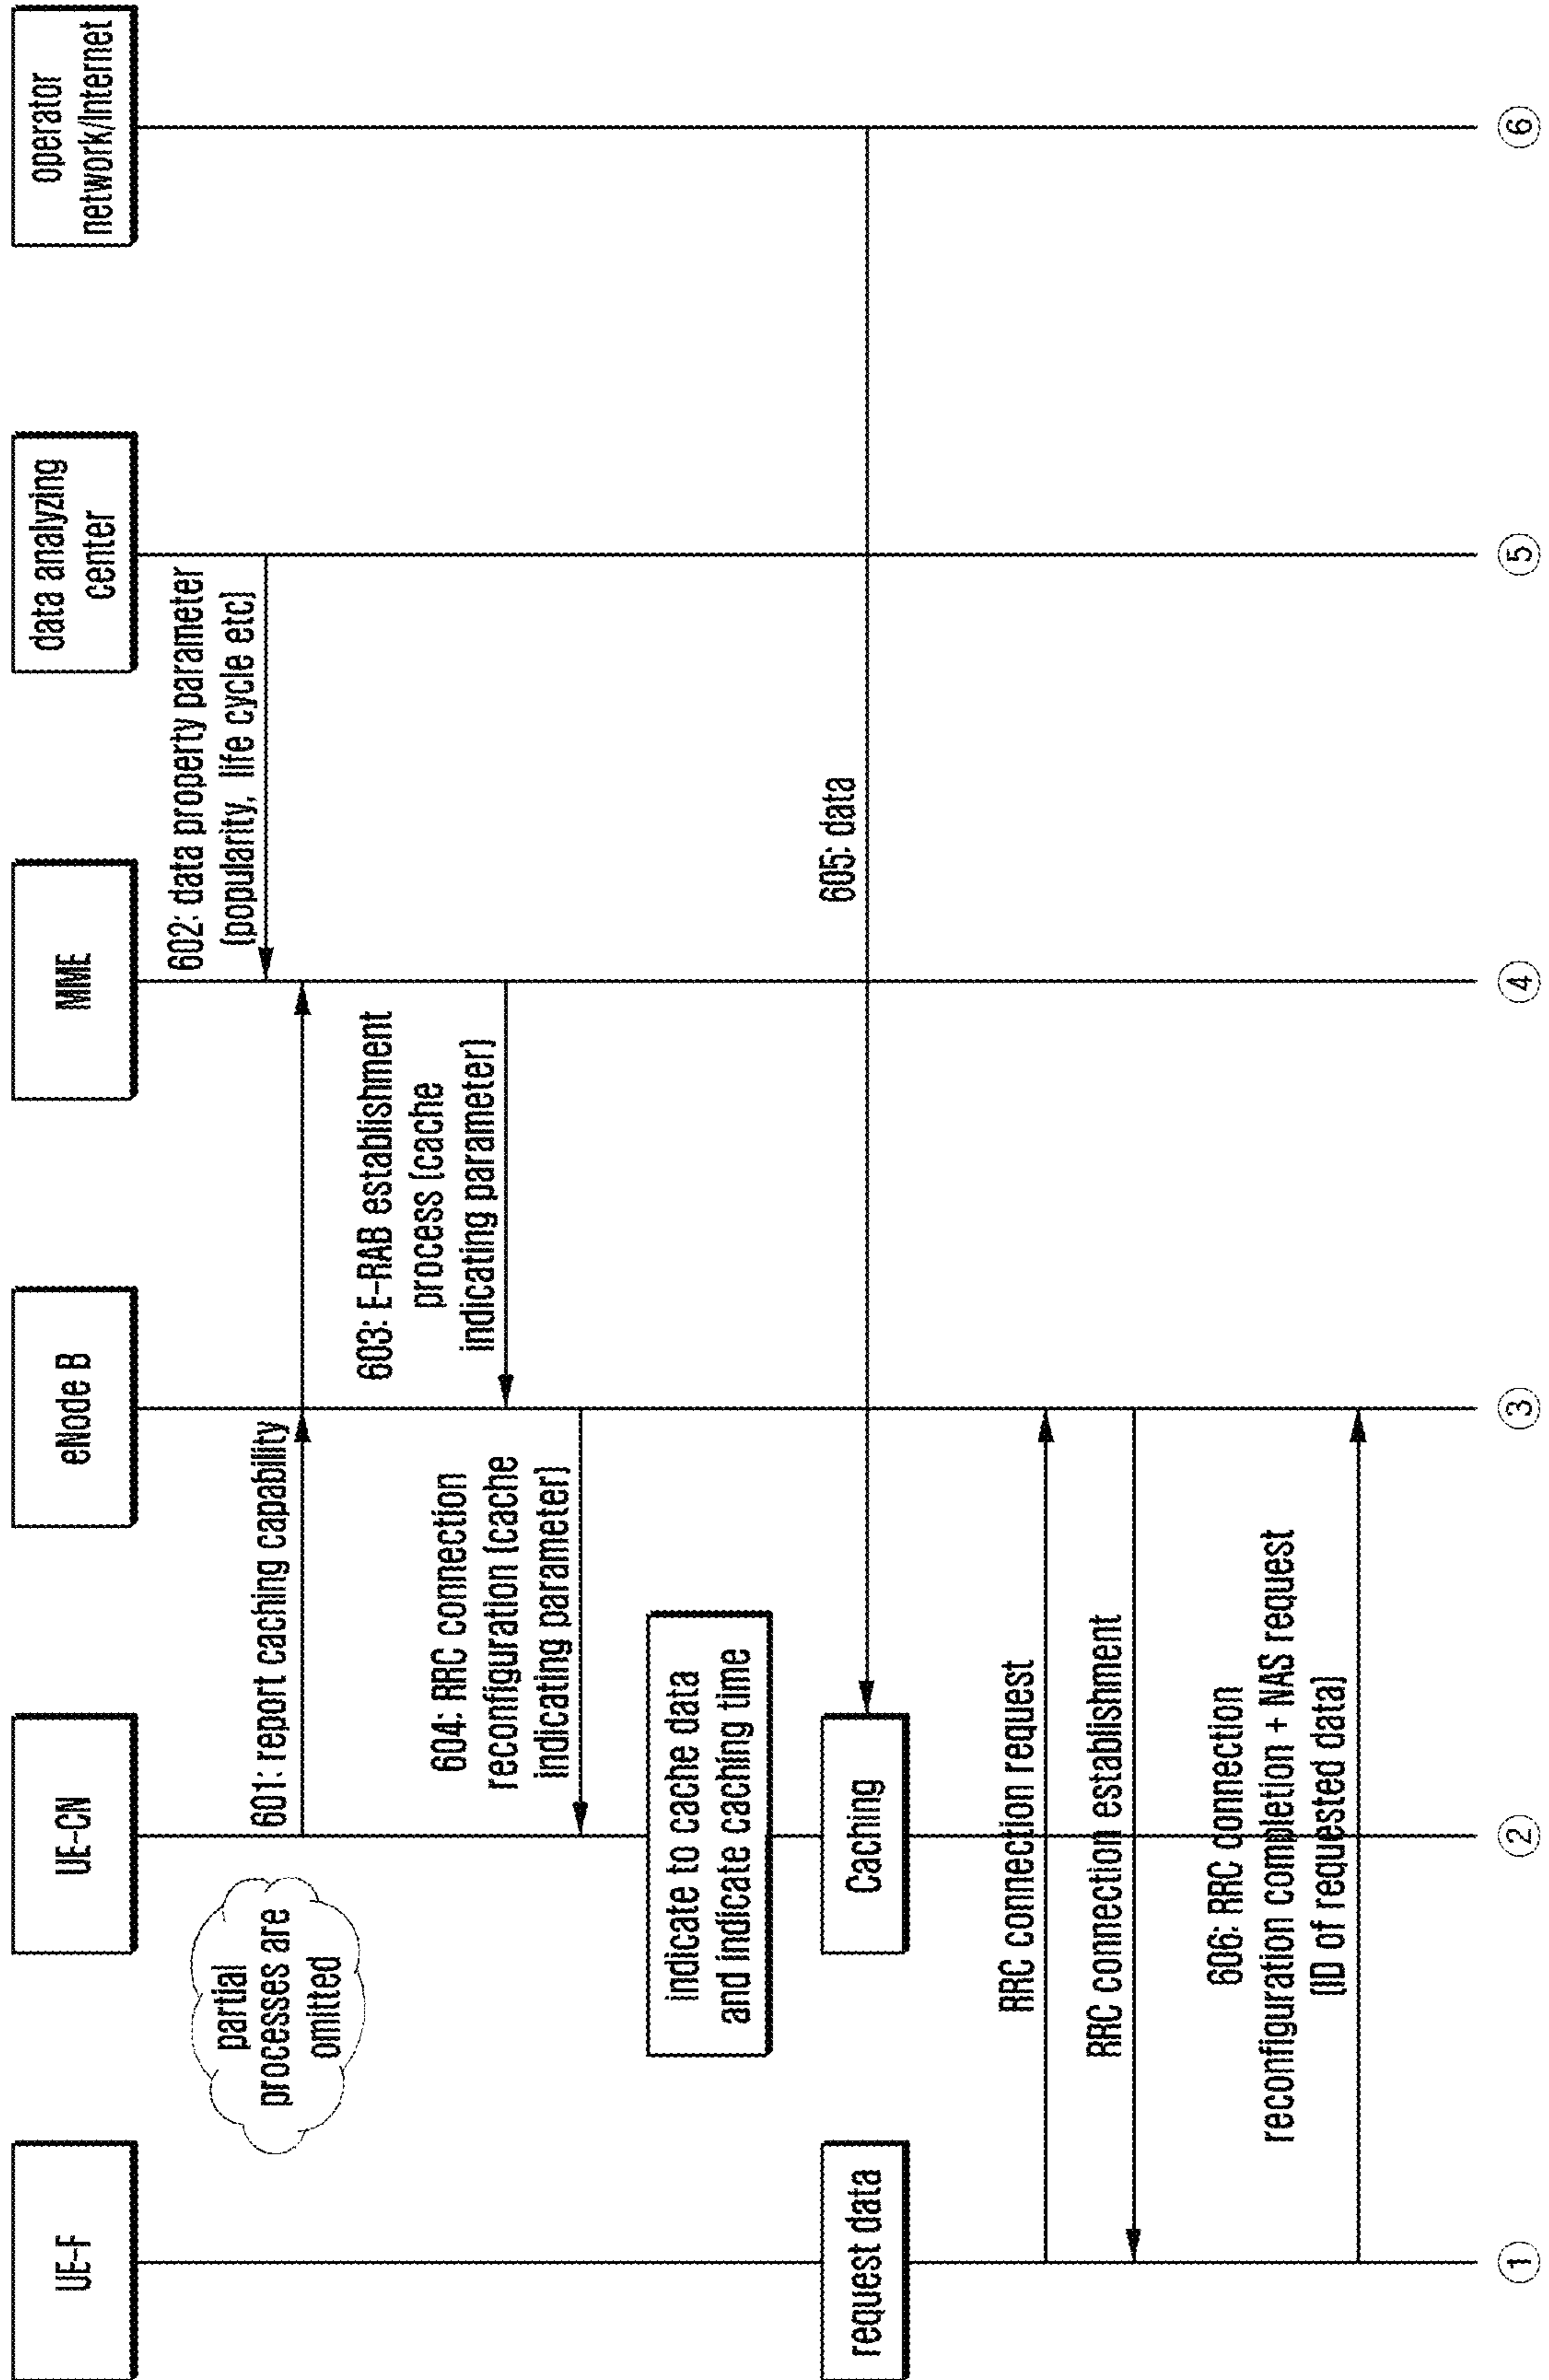 UE-F
UE-CN
eNode B
MME
data analyzing
center
operator
network/Internet
partial
processes are
omitted
601: report caching capability
602: data property parameter
(popularity, life cycle etc)
603: E-RAB establishment
process (cache
indicating parameter)
604: RRC connection
reconfiguration (cache
indicating parameter)
indicate to cache data
and indicate caching time
request data
Caching
605: data
RRC connection request
RRC connection establishment
606: RRC connection
reconfiguration completion + NAS request
(ID of requested data)
①
②
③
④
⑤
⑥